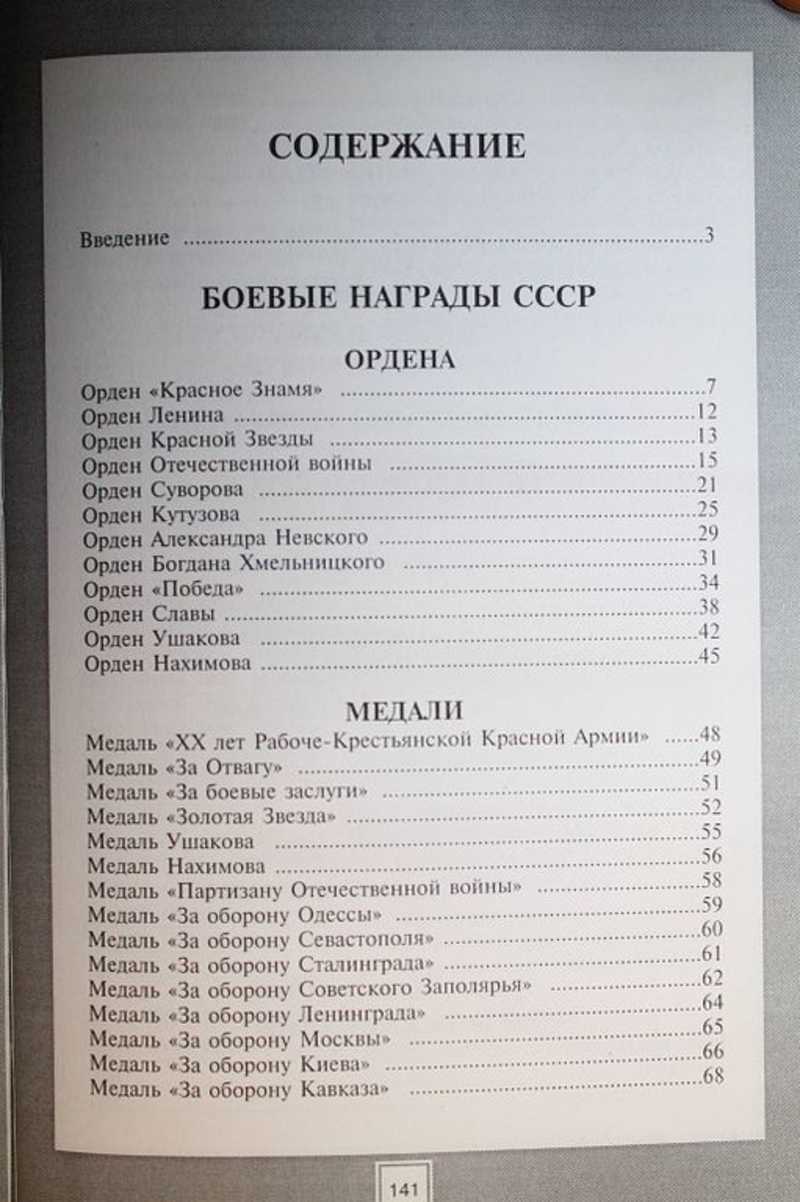 СОДЕРЖАНИЕ
Введение ........................................3
БОЕВЫЕ НАГРАДЫ СССР
ОРДЕНА
Орден «Красное Знамя» ........................................7
Орден Ленина ........................................12
Орден Красной Звезды ........................................13
Орден Отечественной войны ........................................15
Орден Суворова ........................................21
Орден Кутузова ........................................25
Орден Александра Невского ........................................29
Орден Богдана Хмельницкого ........................................31
Орден «Победа» ........................................34
Орден Славы ........................................38
Орден Ушакова ........................................42
Орден Нахимова ........................................45
МЕДАЛИ
Медаль «XX лет Рабоче-Крестьянской Красной Армии» ......48
Медаль «За Отвагу» ........................................49
Медаль «За боевые заслуги» ........................................51
Медаль «Золотая Звезда» ........................................52
Медаль Ушакова ........................................55
Медаль Нахимова ........................................56
Медаль «Партизану Отечественной войны» ........................................58
Медаль «За оборону Одессы» ........................................59
Медаль «За оборону Севастополя» ........................................60
Медаль «За оборону Сталинграда» ........................................61
Медаль «За оборону Советского Заполярья» ........................................62
Медаль «За оборону Ленинграда» ........................................64
Медаль «За оборону Москвы» ........................................65
Медаль «За оборону Киева» ........................................66
Медаль «За оборону Кавказа» ........................................68
141